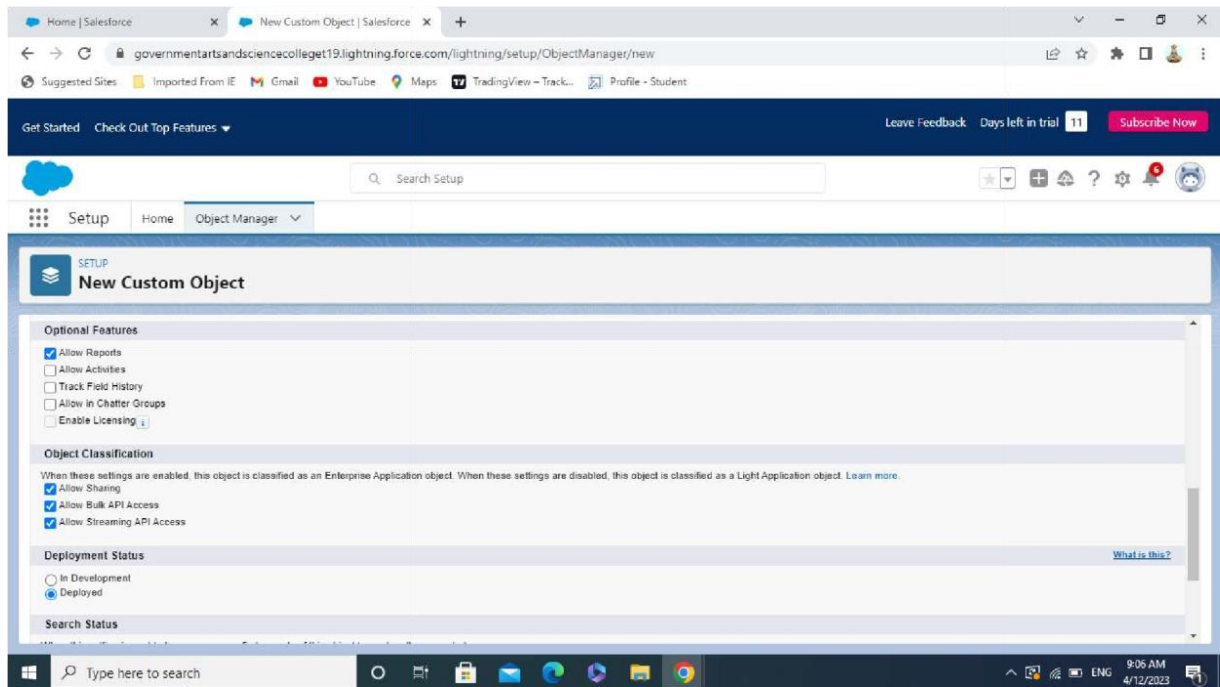 Home | Salesforce
New Custom Object | Salesforce
governmentartsandsciencecolleget19.lightning.force.com/lightning/setup/ObjectManager/new
Suggested Sites Imported From IE Gmail YouTube Maps TradingView – Track... Profile - Student
Get Started Check Out Top Features Leave Feedback Days left in trial 11 Subscribe Now
Search Setup
6
Setup Home Object Manager
SETUP
New Custom Object
Optional Features
Allow Reports
Allow Activities
Track Field History
Allow in Chatter Groups
Enable Licensing i
Object Classification
When these settings are enabled, this object is classified as an Enterprise Application object. When these settings are disabled, this object is classified as a Light Application object. Learn more.
Allow Sharing
Allow Bulk API Access
Allow Streaming API Access
Deployment Status What is this?
In Development
Deployed
Search Status
Type here to search ENG 9:06 AM
4/12/2023
1